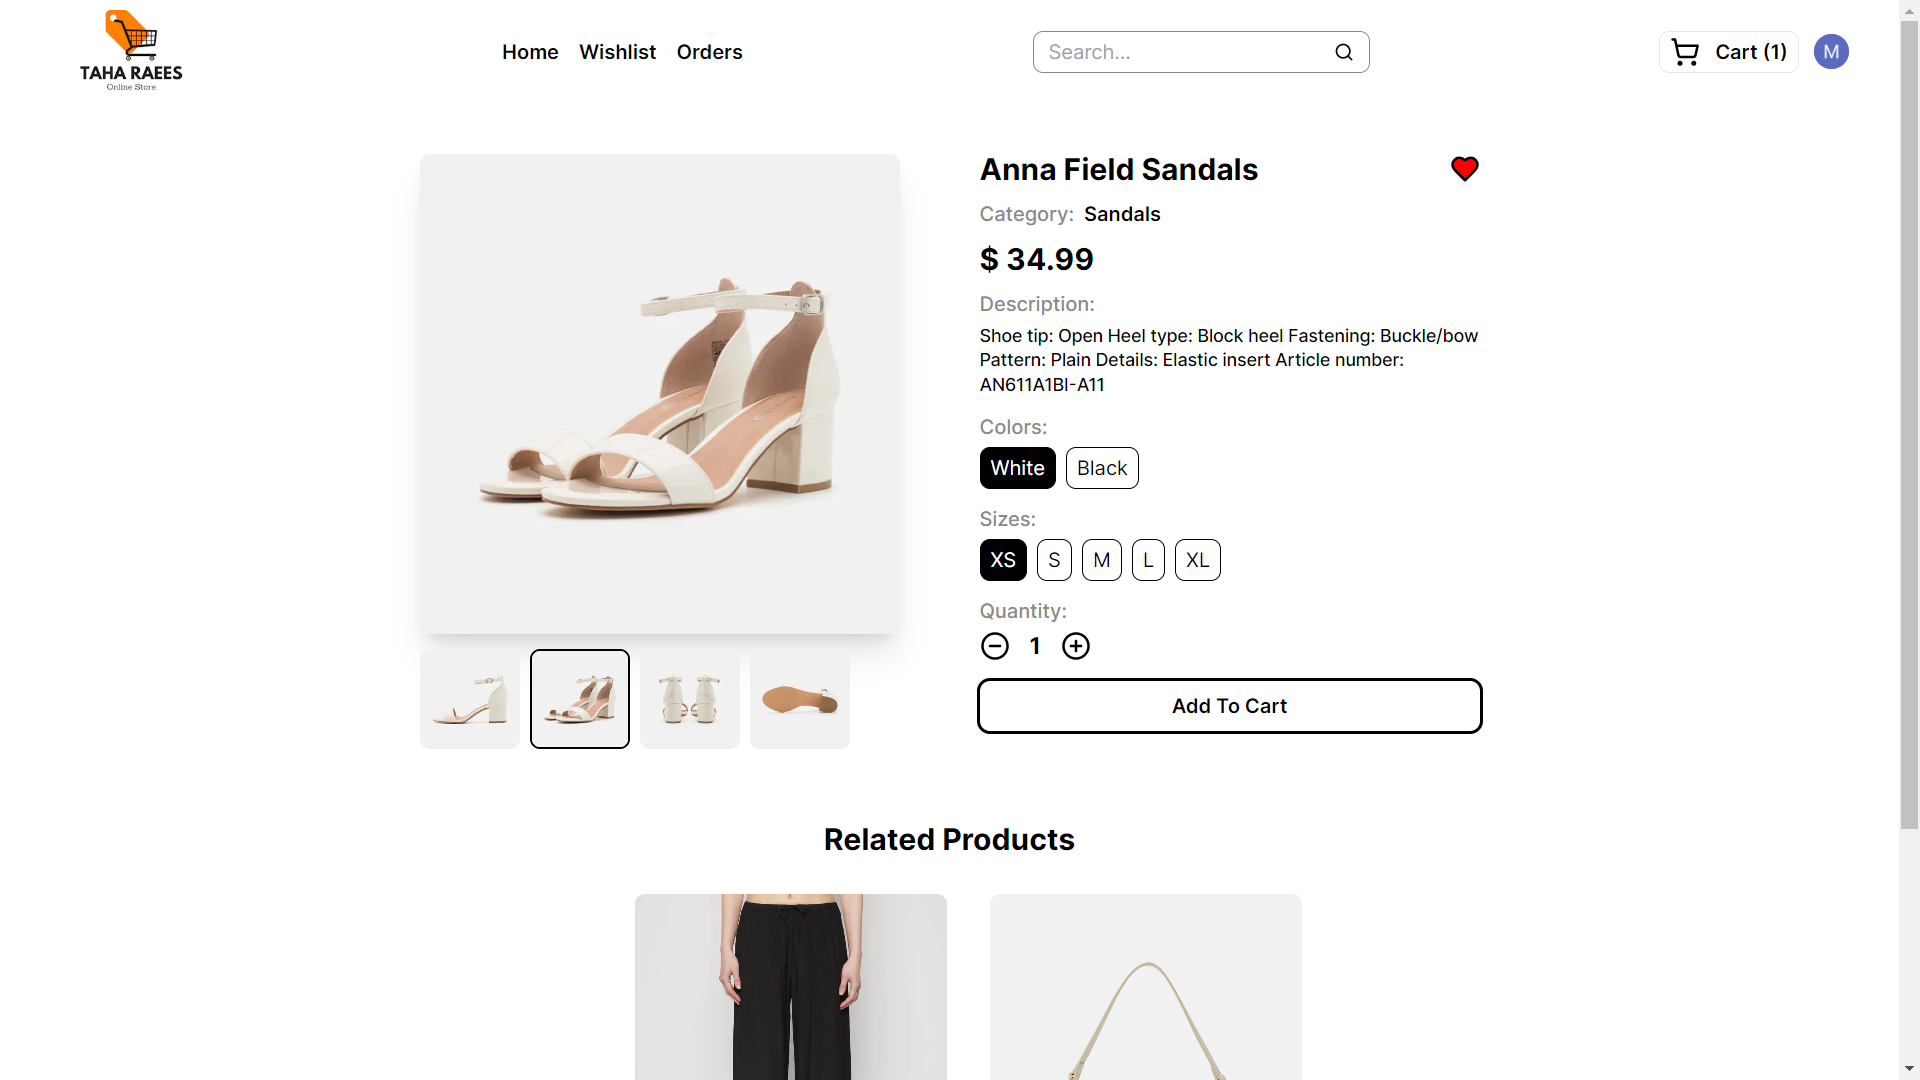 TAHA RAEES
Online Store
Home Wishlist Orders
Search...
Cart (1)
M
Anna Field Sandals
Category: Sandals
$ 34.99
Description:
Shoe tip: Open Heel type: Block heel Fastening: Buckle/bow
Pattern: Plain Details: Elastic insert Article number:
AN611A1BI-A11
Colors:
White Black
Sizes:
XS S M L XL
Quantity:
1
Add To Cart
Related Products